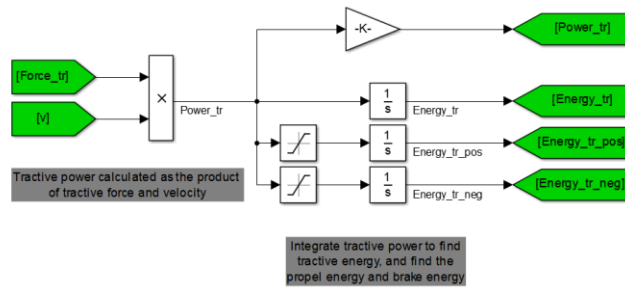 -K-
[Power_tr]
[Force_tr]
[v]
×
Power_tr
1
s
Energy_tr
[Energy_tr]
1
s
Energy_tr_pos
[Energy_tr_pos]
1
s
Energy_tr_neg
[Energy_tr_neg]
Tractive power calculated as the product
of tractive force and velocity
Integrate tractive power to find
tractive energy, and find the
propel energy and brake energy